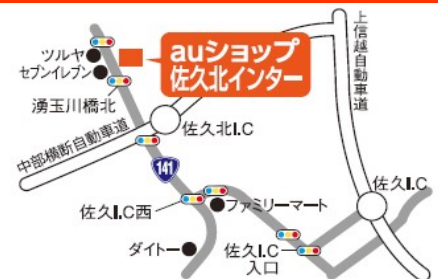 auショップ
佐久北インター
ツルヤ
セブンイレブン
湧玉川橋北
上信越自動車道
佐久北I.C
中部横断自動車道
141
佐久I.C
佐久I.C西
ファミリーマート
ダイトー
佐久I.C
入口